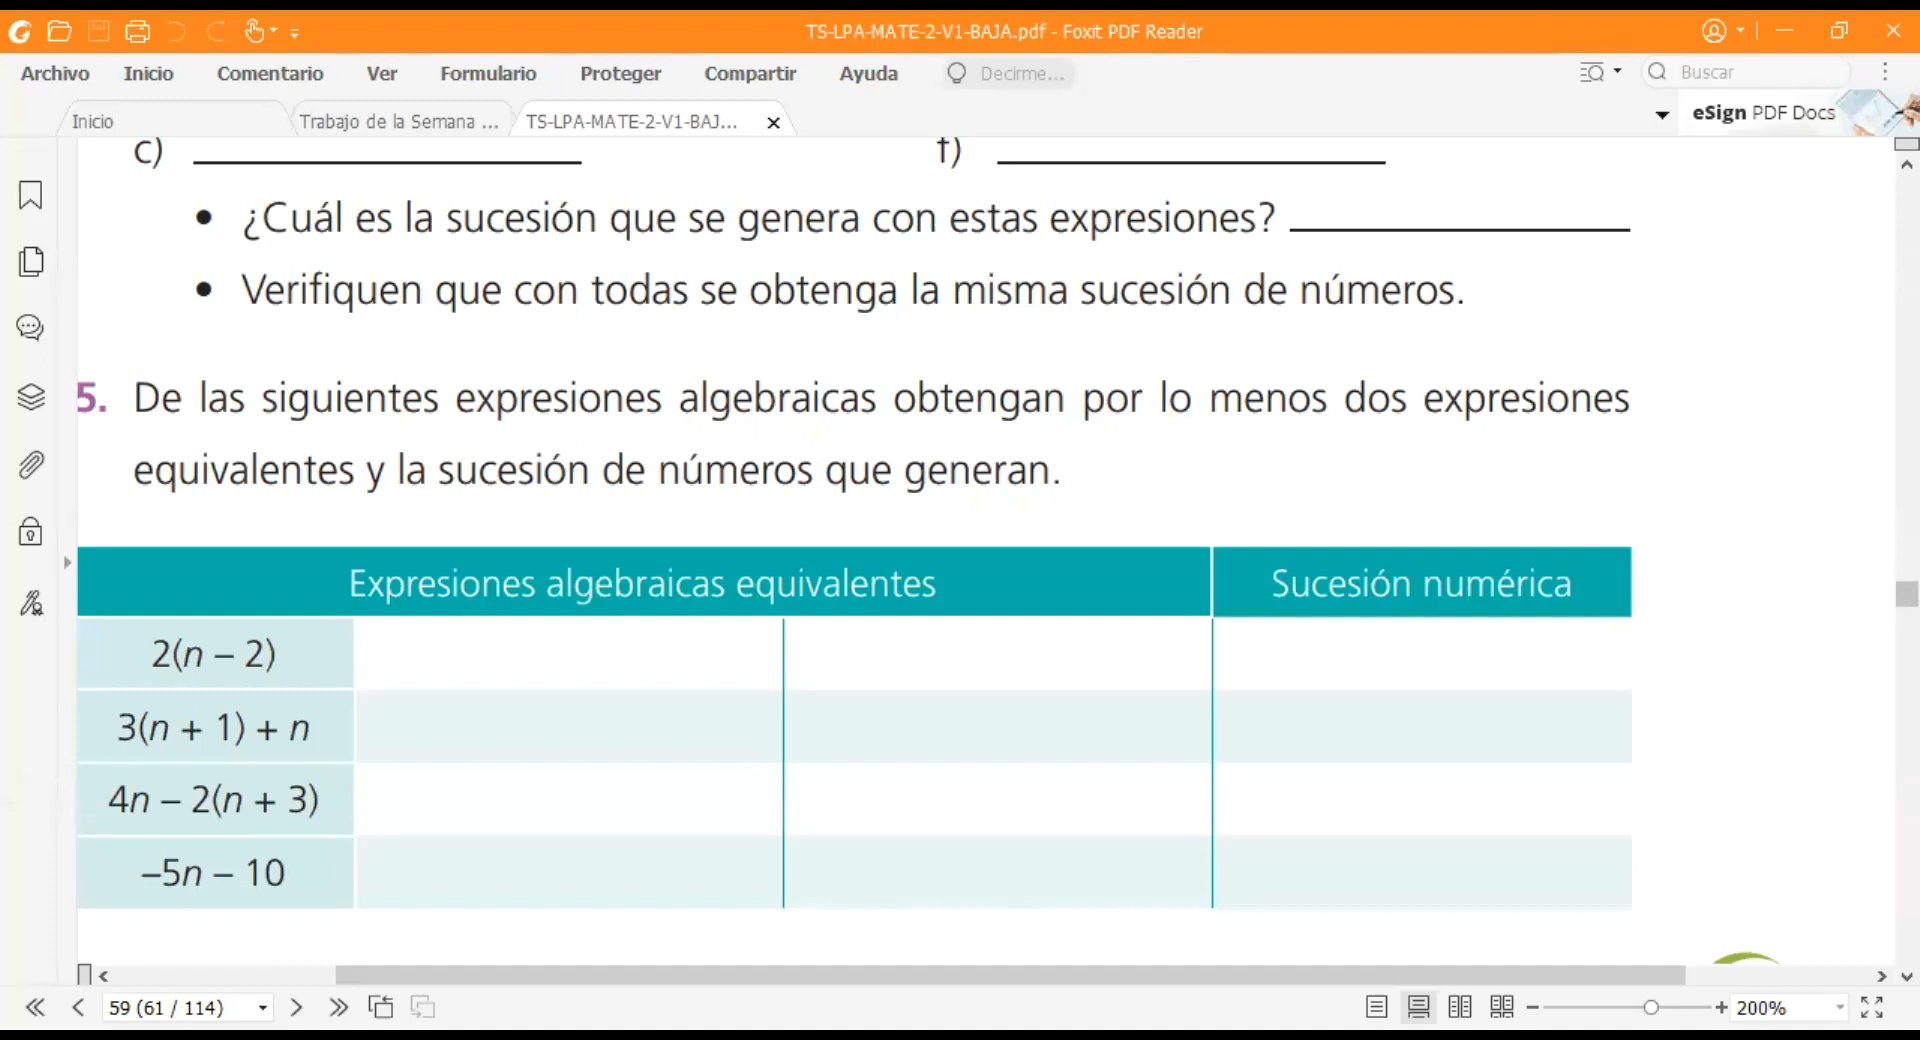 TS-LPA-MATE-2-V1-BAJA.pdf - Foxit PDF Reader
Archivo Inicio Comentario Ver Formulario Proteger Compartir Ayuda Decirme... Buscar
Inicio Trabajo de la Semana ... TS-LPA-MATE-2-V1-BAJ... eSign PDF Docs
c) f)
• ¿Cuál es la sucesión que se genera con estas expresiones?
• Verifiquen que con todas se obtenga la misma sucesión de números.
5. De las siguientes expresiones algebraicas obtengan por lo menos dos expresiones
equivalentes y la sucesión de números que generan.
Expresiones algebraicas equivalentes Sucesión numérica
2(n – 2)
3(n + 1) + n
4n – 2(n + 3)
–5n – 10
59 (61 / 114) 200%